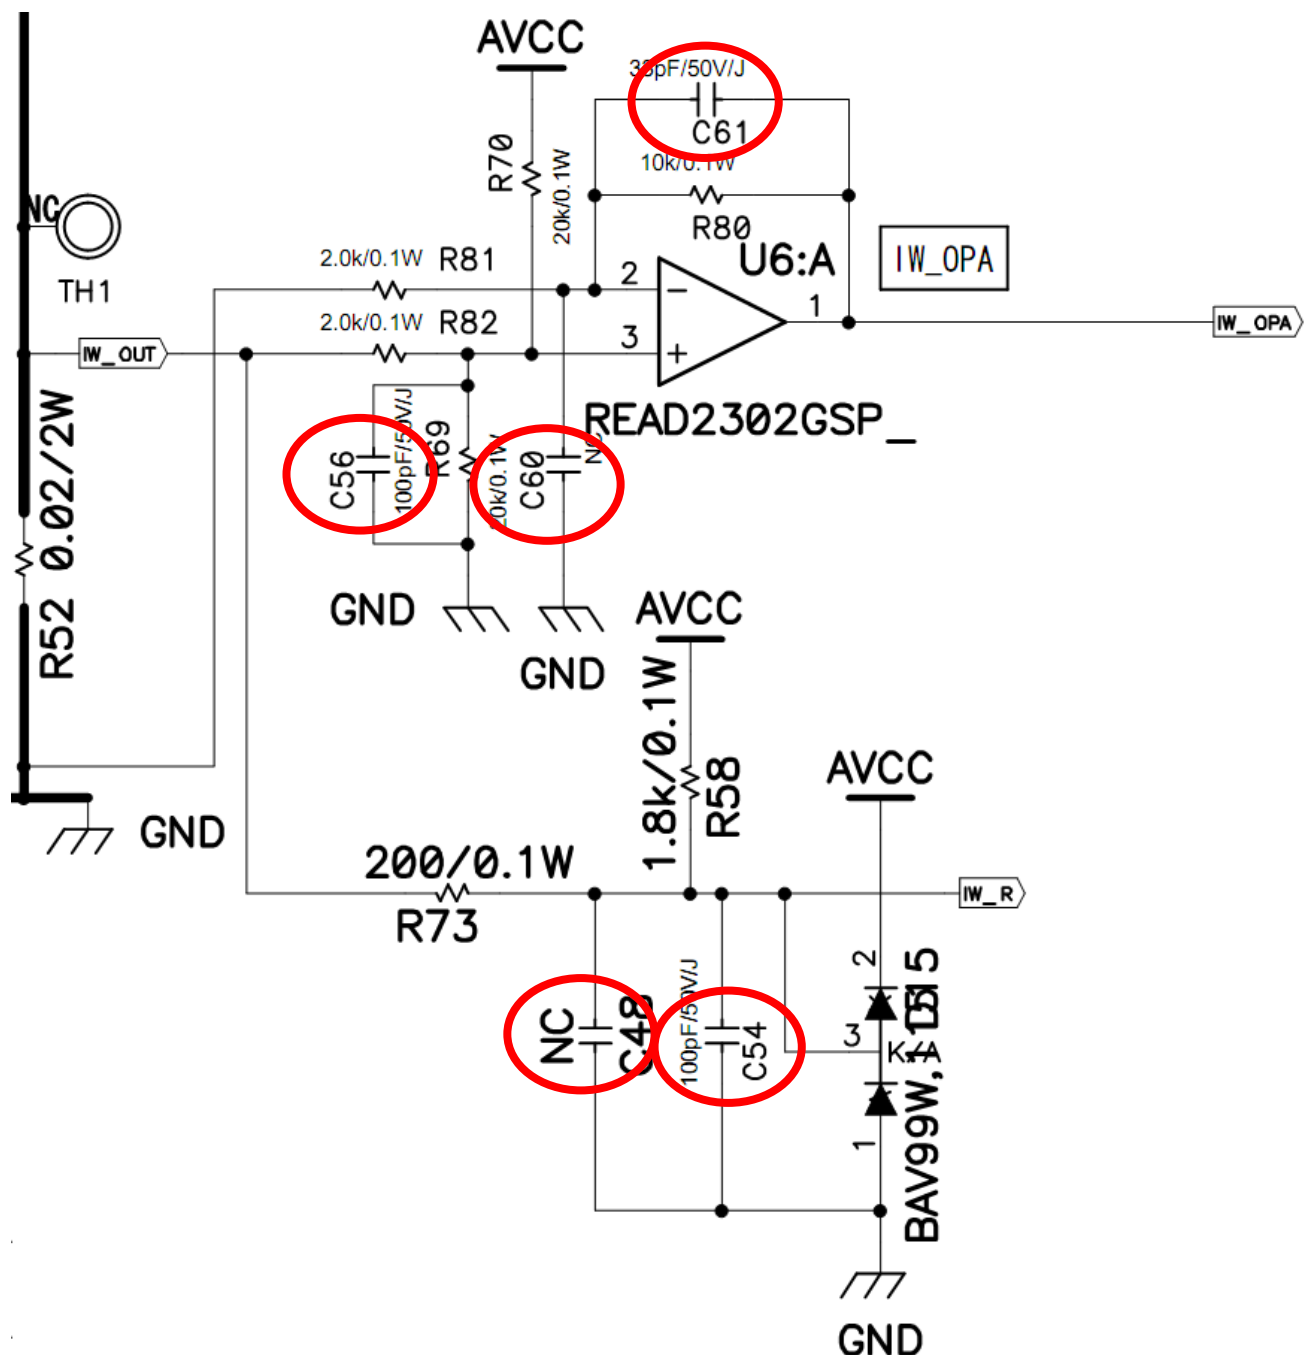 AVCC
33pF/50V/J
C61
10k/0.1W
R80
R70
20k/0.1W
NC
TH1
2.0k/0.1W R81
2.0k/0.1W R82
2
3
1
U6:A
IW_OPA
IW_OPA
IW_OUT
READ2302GSP_
C56
100pF/50V/J
R69
20k/0.1W
C60
NC
R52 0.02/2W
GND
GND
AVCC
1.8k/0.1W
R58
AVCC
GND
200/0.1W
R73
IW_R
NC
C48
100pF/50V/J
C54
2
3
K/A
1
BAV99W,115
GND